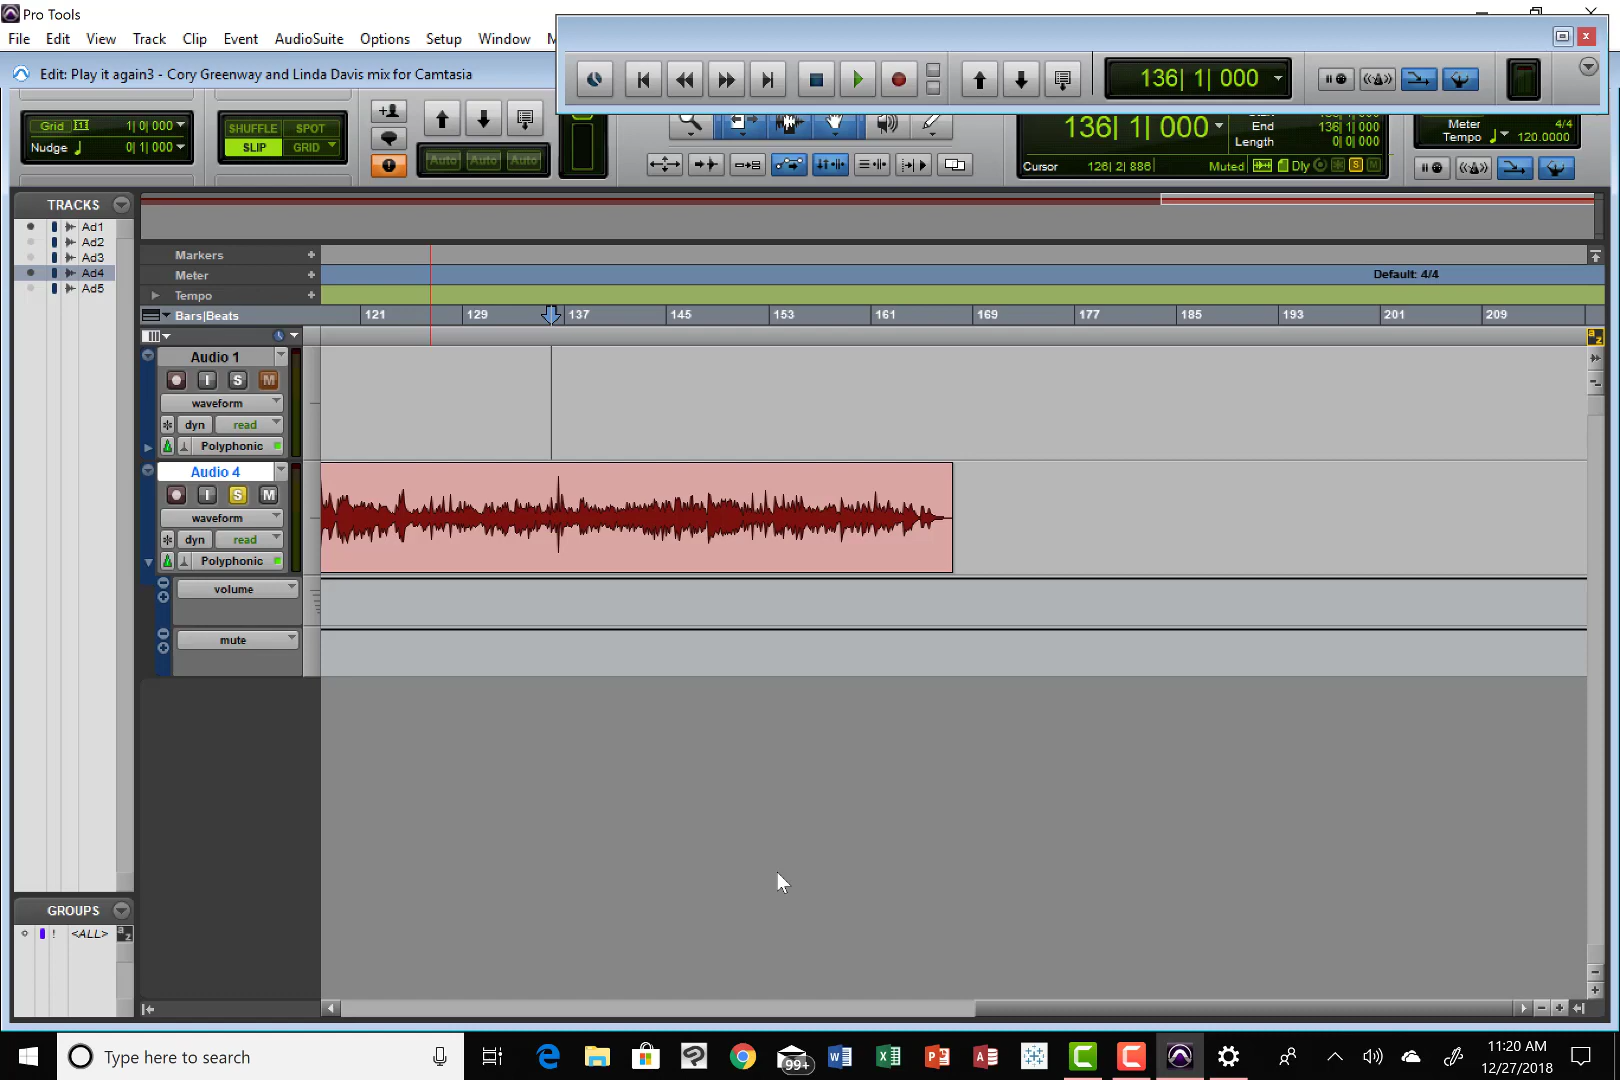 Pro Tools
File Edit View Track Clip Event AudioSuite Options Setup Window
Edit: Play it again3 - Cory Greenway and Linda Davis mix for Camtasia
136| 1| 000
Grid 1| 0| 000
Nudge 0| 1| 000
SHUFFLE SPOT
SLIP GRID
Auto Auto Auto
136| 1| 000
End 136| 1| 000
Length 0| 0| 000
Cursor 126| 2| 886
Muted Dly S M
Meter 4/4
Tempo 120.0000
TRACKS
Ad1
Ad2
Ad3
Ad4
Ad5
Markers
Meter Default: 4/4
Tempo
Bars|Beats 121 129 137 145 153 161 169 177 185 193 201 209
Audio 1
I S M
waveform
dyn read
Polyphonic
Audio 4
I S M
waveform
dyn read
Polyphonic
volume
mute
GROUPS
! <ALL> a z
Type here to search
99+
11:20 AM
12/27/2018